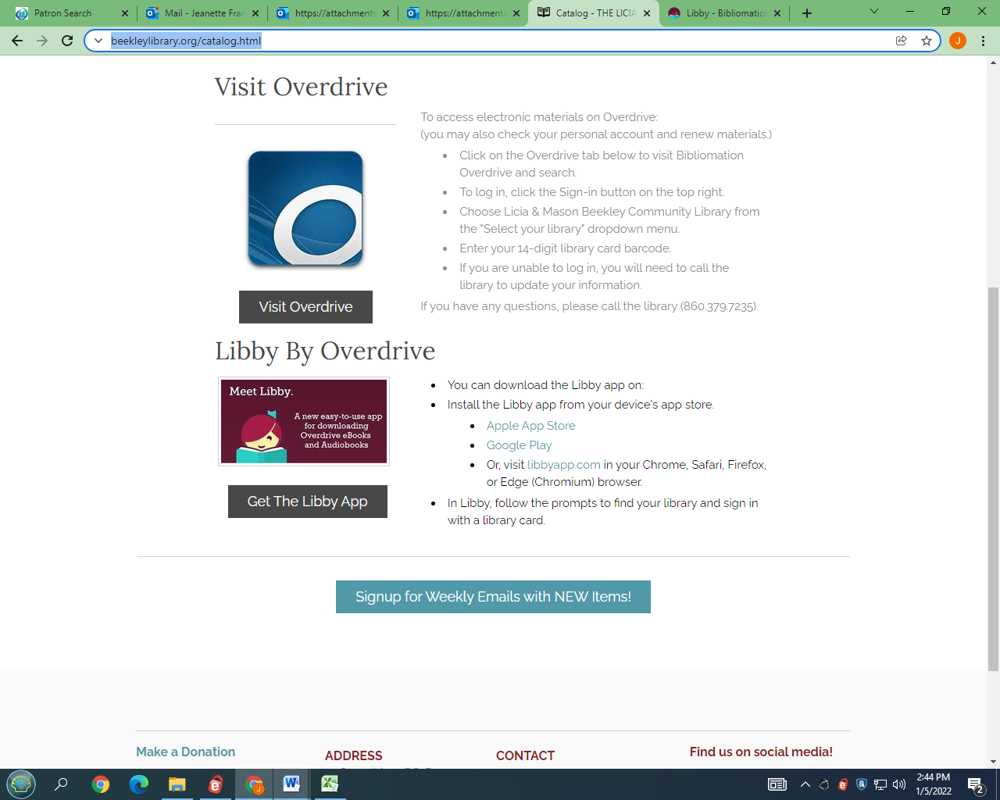 Patron Search
Mail - Jeanette Fran
https://attachments
https://attachments
Catalog - THE LICIA
Libby - Bibliomation
beekleylibrary.org/catalog.html
J
Visit Overdrive
To access electronic materials on Overdrive:
(you may also check your personal account and renew materials.)
Click on the Overdrive tab below to visit Bibliomation
Overdrive and search.
To log in, click the Sign-in button on the top right.
Choose Licia & Mason Beekley Community Library from
the "Select your library" dropdown menu.
Enter your 14-digit library card barcode.
If you are unable to log in, you will need to call the
library to update your information.
If you have any questions, please call the library (860.379.7235).
Visit Overdrive
Libby By Overdrive
Meet Libby.
A new easy-to-use app
for downloading
Overdrive eBooks
and Audiobooks
Get The Libby App
You can download the Libby app on:
Install the Libby app from your device's app store.
Apple App Store
Google Play
Or, visit libbyapp.com in your Chrome, Safari, Firefox,
or Edge (Chromium) browser.
In Libby, follow the prompts to find your library and sign in
with a library card.
Signup for Weekly Emails with NEW Items!
Make a Donation
ADDRESS
CONTACT
Find us on social media!
2:44 PM
1/5/2022
2